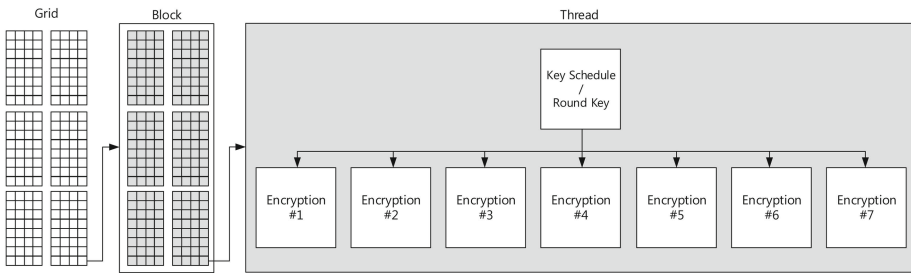 Grid
Block
Thread
Key Schedule
/
Round Key
Encryption
#1
Encryption
#2
Encryption
#3
Encryption
#4
Encryption
#5
Encryption
#6
Encryption
#7